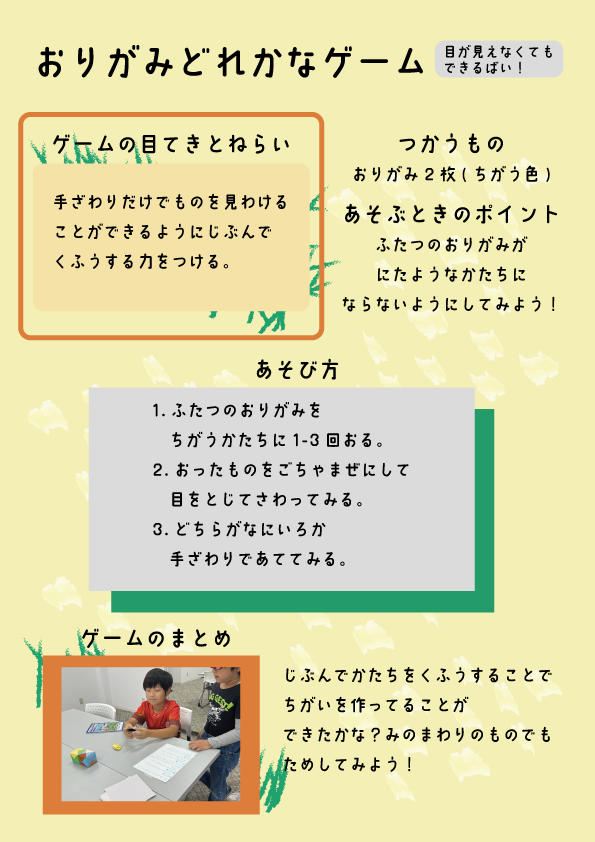 おりがみどれかなゲーム
目が見えなくても
できるばい！
ゲームの目てきとねらい
手ざわりだけでものを見わける
ことができるようにじぶんで
くふうする力をつける。
つかうもの
おりがみ2枚(ちがう色)
あそぶときのポイント
ふたつのおりがみが
にたようなかたちに
ならないようにしてみよう！
あそび方
1. ふたつのおりがみを
ちがうかたちに1-3回おる。
2. おったものをごちゃまぜにして
目をとじてさわってみる。
3. どちらがなにいろか
手ざわりであててみる。
ゲームのまとめ
じぶんでかたちをくふうすることで
ちがいを作ってることが
できたかな？みのまわりのものでも
ためしてみよう！